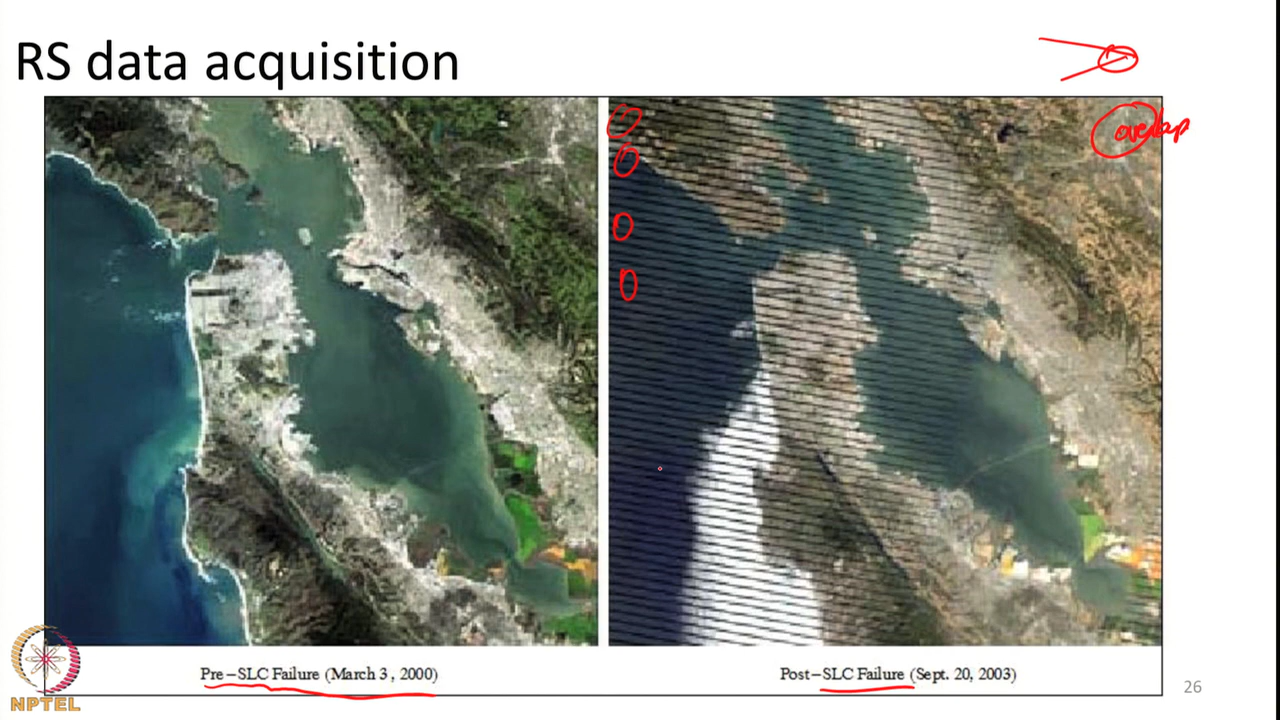 RS data acquisition
overlap
Pre-SLC Failure (March 3, 2000)
Post-SLC Failure (Sept. 20, 2003)
26
NPTEL